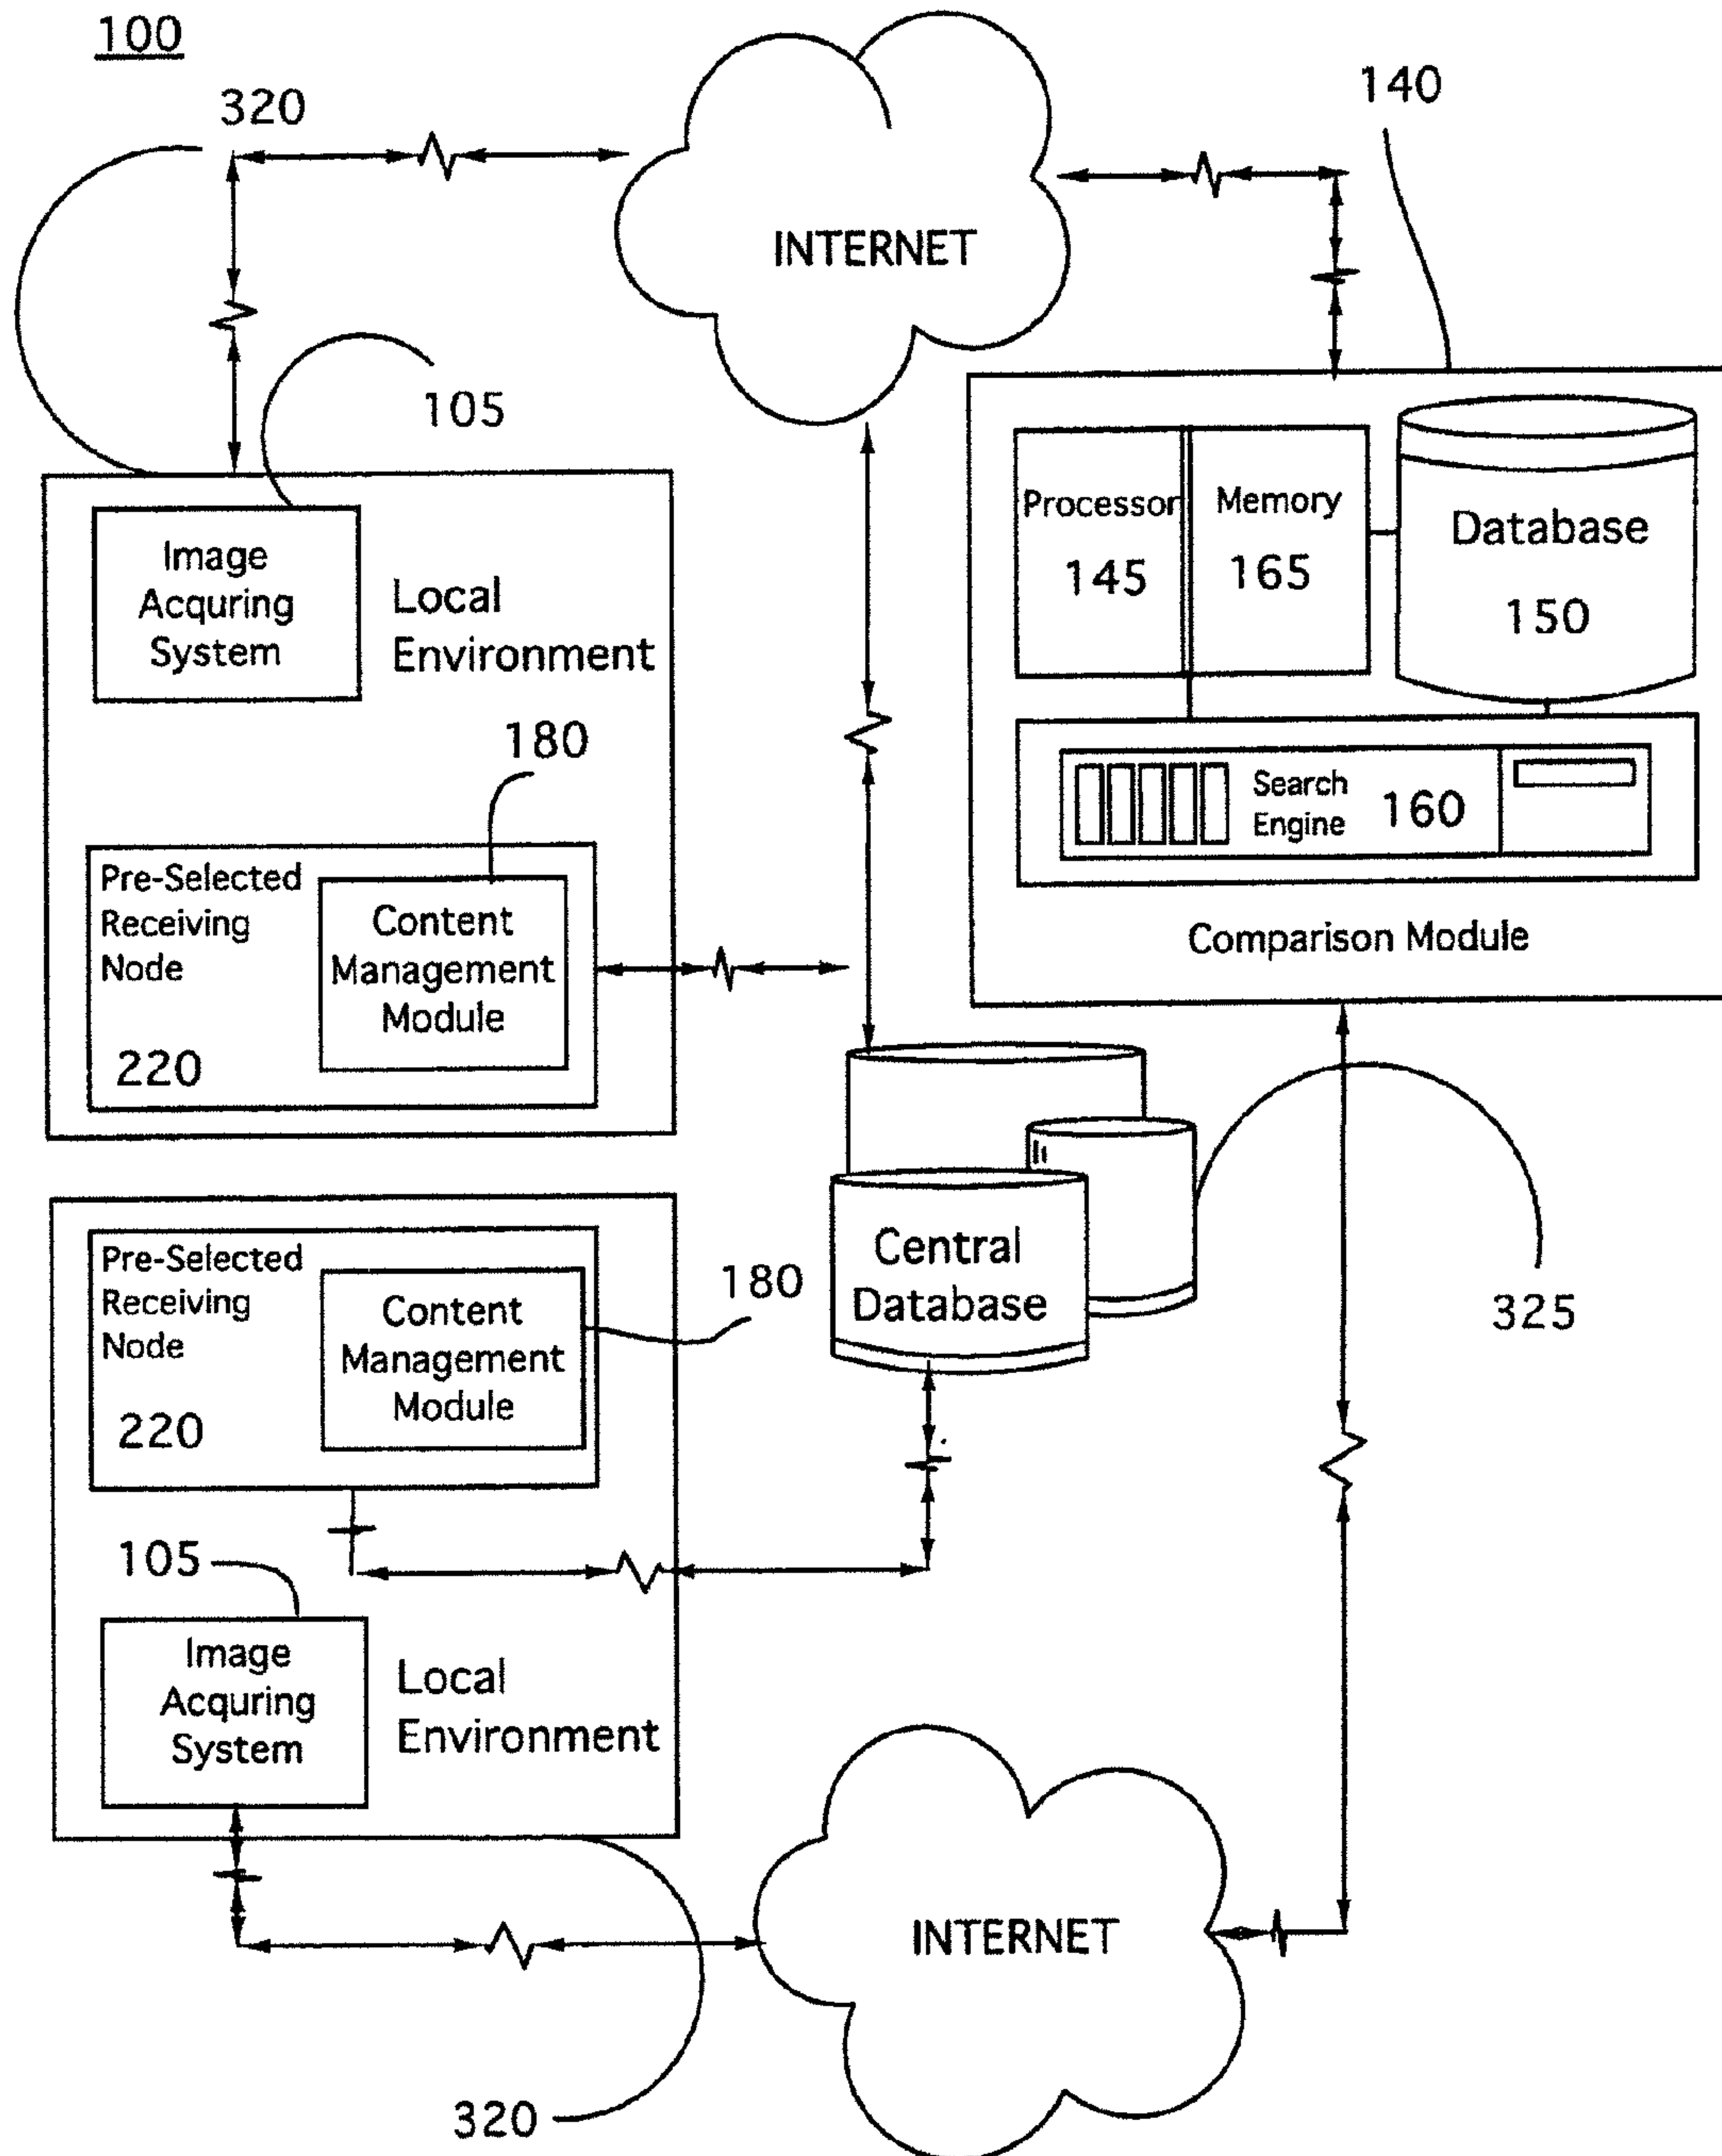 100
320
140
INTERNET
105
Processor
145
Memory
165
Database
150
Image
Acquring
System
Local
Environment
180
Search
Engine
160
Pre-Selected
Receiving
Node
220
Content
Management
Module
Comparison Module
Pre-Selected
Receiving
Node
220
Content
Management
Module
180
Central
Database
325
105
Image
Acquring
System
Local
Environment
INTERNET
320